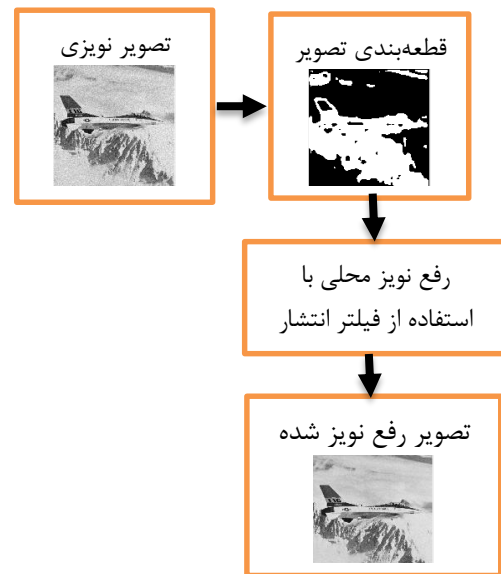 تصویر نویزی
قطعه‌بندی تصویر
رفع نویز محلی با
استفاده از فیلتر انتشار
تصویر رفع نویز شده